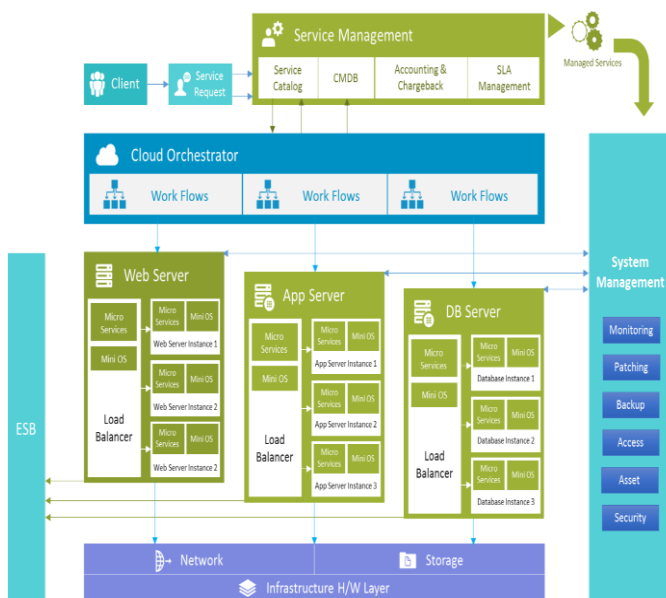 Service Management
Managed Services
Client
Service
Request
Service
Catalog
CMDB
Accounting &
Chargeback
SLA
Management
Cloud Orchestrator
Work Flows
Work Flows
Work Flows
ESB
Web Server
Micro
Services
Mini OS
Load
Balancer
Micro
Services
Mini OS
Web Server Instance 1
Micro
Services
Mini OS
Web Server Instance 2
Micro
Services
Mini OS
Web Server Instance 2
App Server
Micro
Services
Mini OS
Load
Balancer
Micro
Services
Mini OS
App Server Instance 1
Micro
Services
Mini OS
App Server Instance 2
Micro
Services
Mini OS
App Server Instance 3
DB Server
Micro
Services
Mini OS
Load
Balancer
Micro
Services
Mini OS
Database Instance 1
Micro
Services
Mini OS
Database Instance 2
Micro
Services
Mini OS
Database Instance 3
System
Management
Monitoring
Patching
Backup
Access
Asset
Security
Network
Storage
Infrastructure H/W Layer